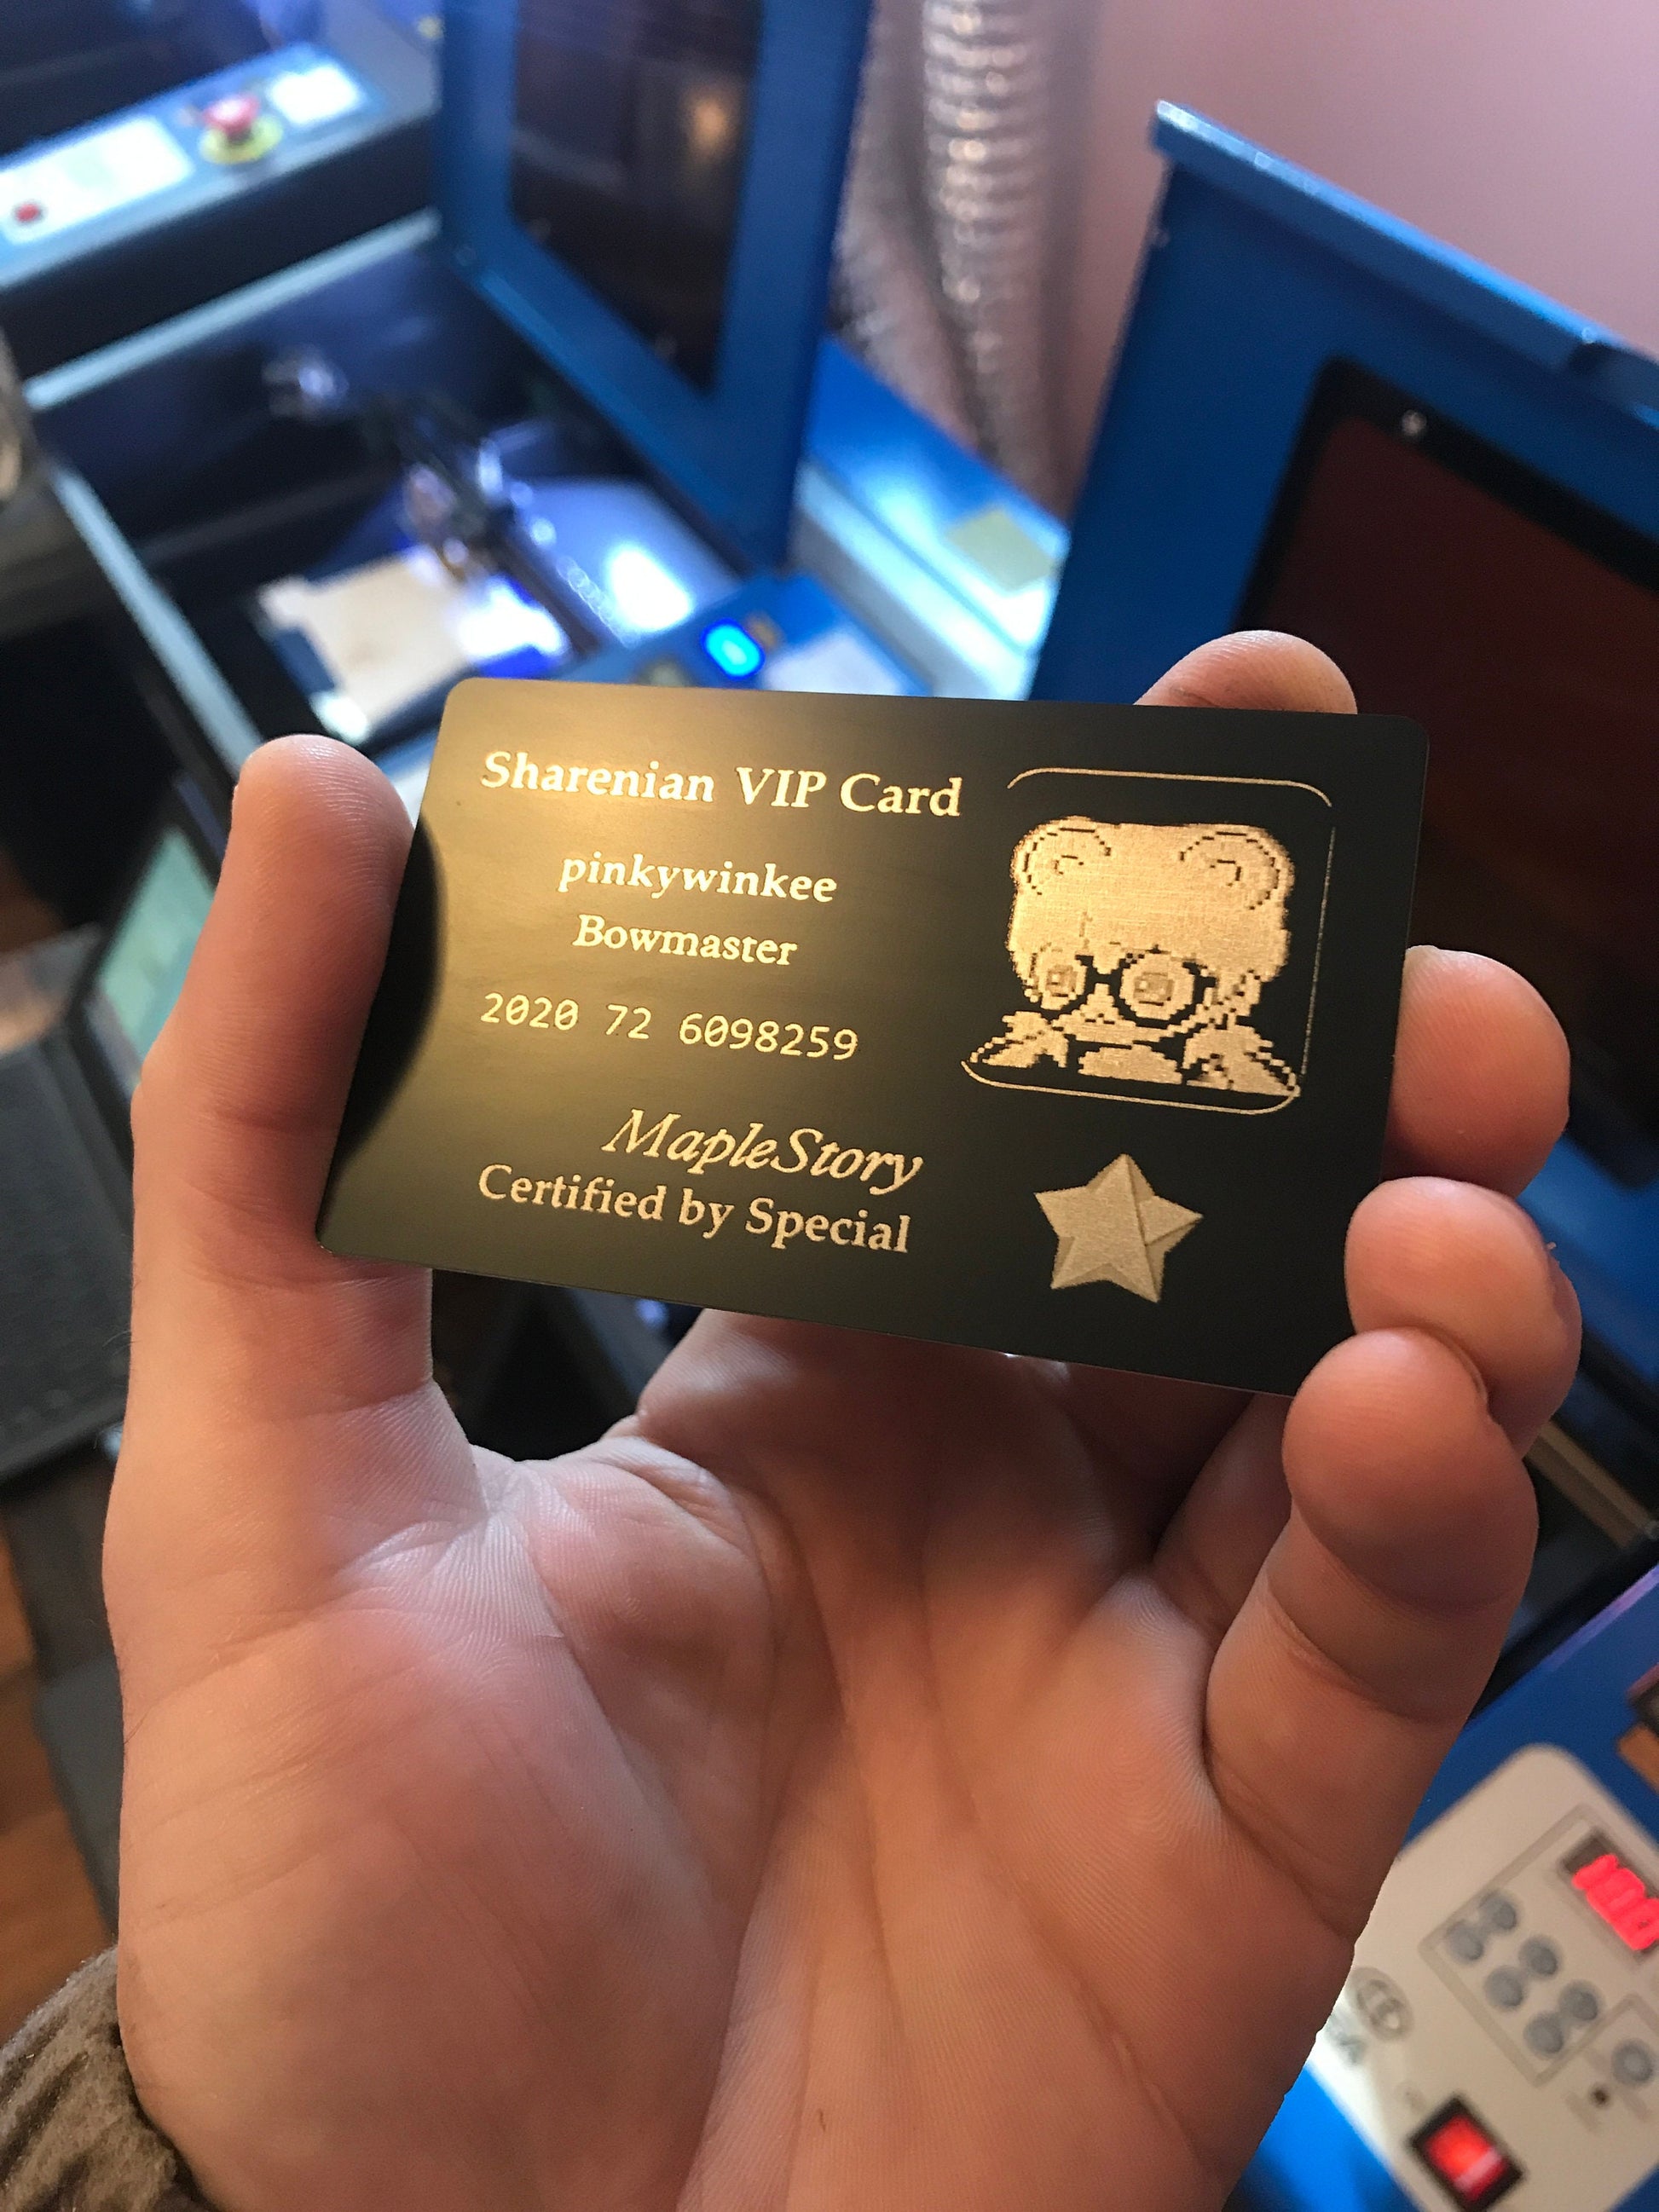 Sharenian VIP Card
pinkywinkee
Bowmaster
2020 72 6098259
MapleStory
Certified by Special